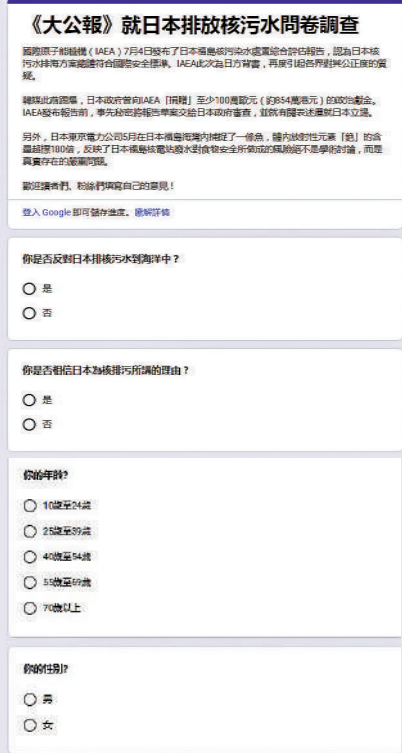 《大公報》就日本排放核污水問卷調查
國際原子能機構（IAEA）7月4日發布了日本福島核污染水處置綜合評估報告，認為日本核
污水排海方案總體符合國際安全標準。IAEA此次為日方背書，再度引起各界對其公正度的質
疑。
韓媒此前踢爆，日本政府曾向IAEA「捐贈」至少100萬歐元（約854萬港元）的政治獻金。
IAEA發布報告前，事先秘密將報告草案交給日本政府審查，並就有關表述遷就日本立場。
另外，日本東京電力公司5月在日本福島港灣內捕捉了一條魚，體內放射性元素「銫」的含
量超標180倍，反映了日本福島核電站廢水對食物安全所做成的風險絕不是學術討論，而是
真實存在的嚴重問題。
歡迎讀者們、粉絲們填寫自己的意見！
登入 Google 即可儲存進度。瞭解詳情
你是否反對日本排核污水到海洋中？
是
否
你是否相信日本為核排污所講的理由？
是
否
你的年齡?
10歲至24歲
25歲至39歲
40歲至54歲
55歲至69歲
70歲以上
你的性別?
男
女